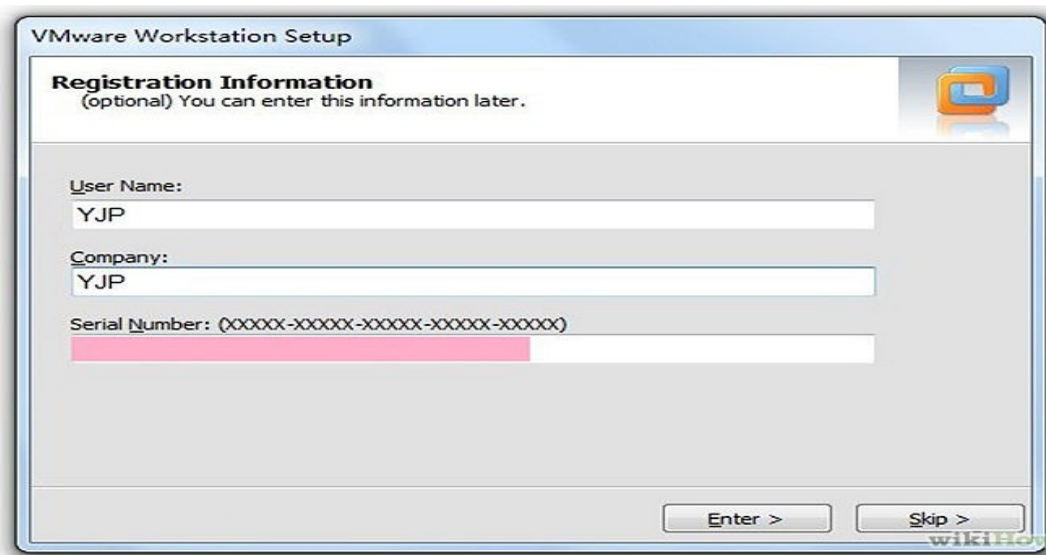 VMware Workstation Setup
Registration Information
(optional) You can enter this information later.
User Name:
YJP
Company:
YJP
Serial Number: (XXXXX-XXXXX-XXXXX-XXXXX-XXXXX)
Enter >
Skip >
wikiHow